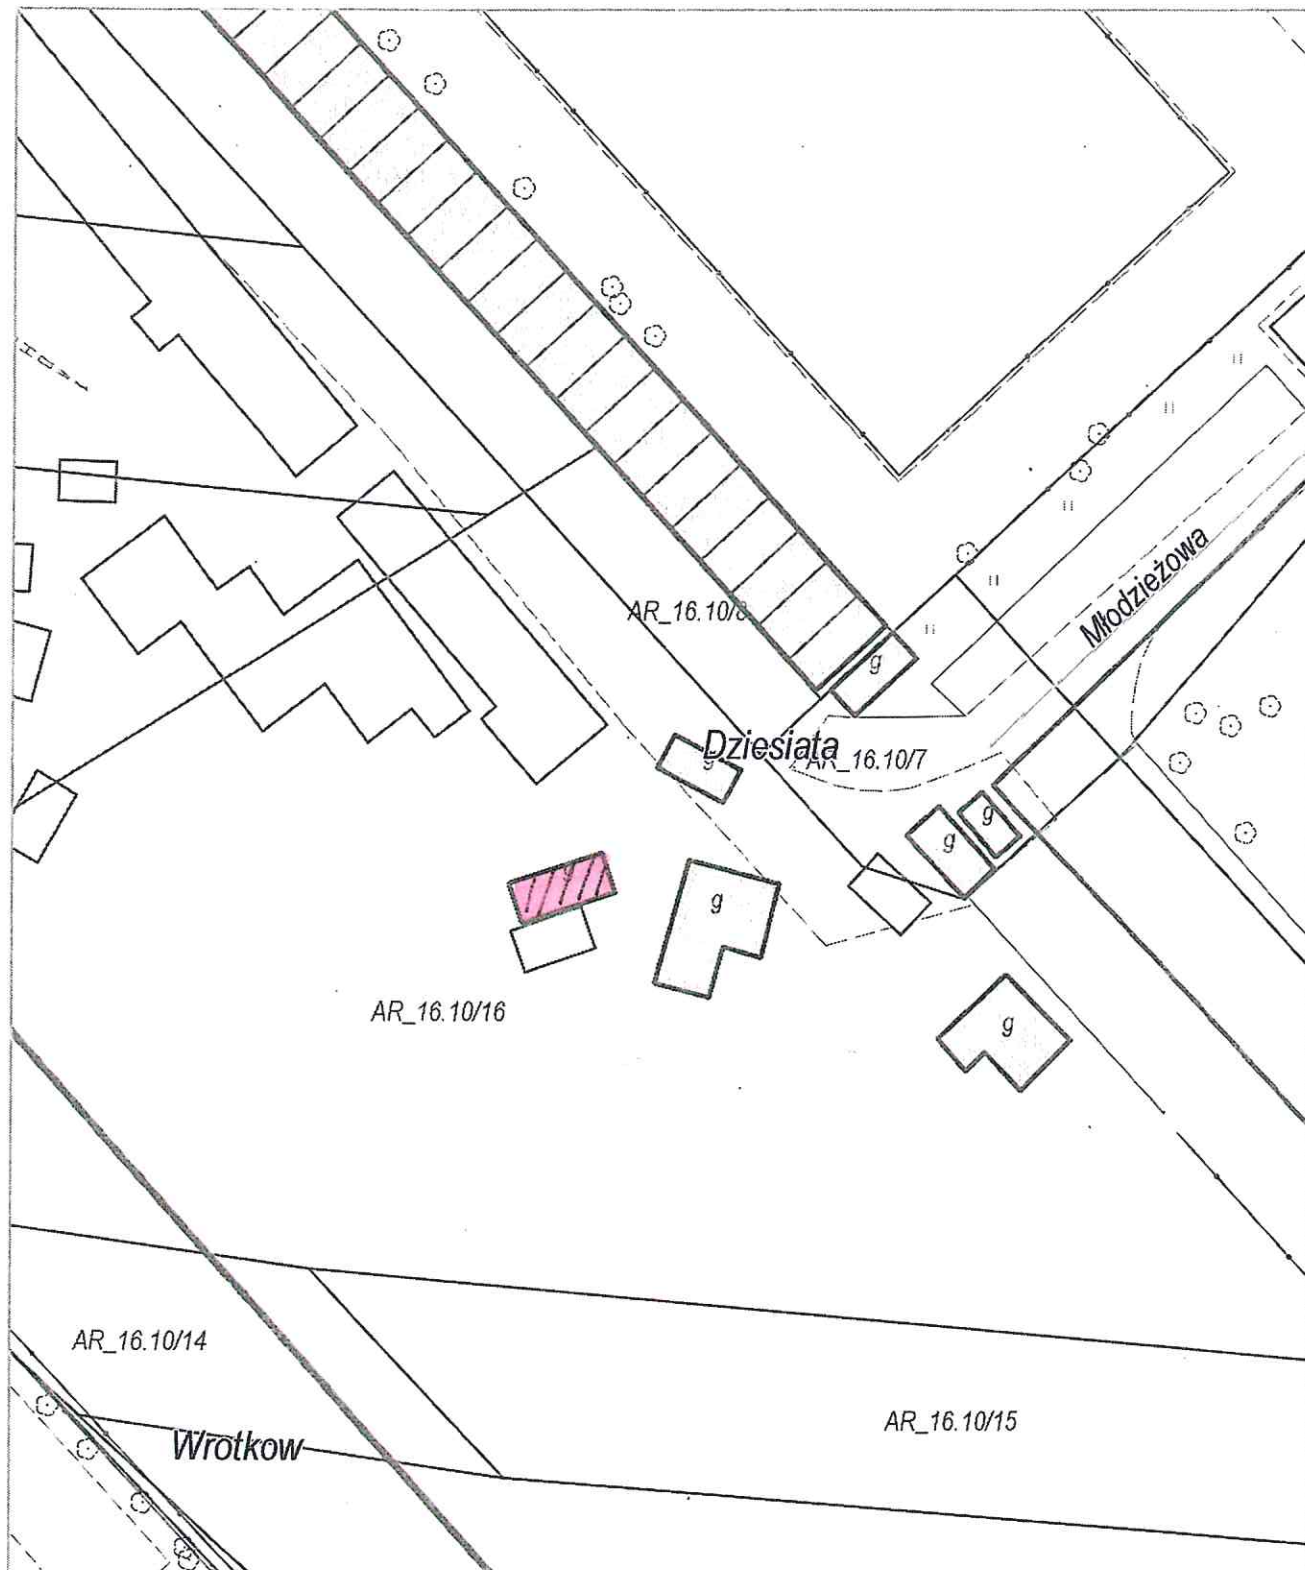 AR_16.10/8
Młodzieżowa
g
Dziesiata
g
AR_16.10/7
g
g
g
g
AR_16.10/16
g
AR_16.10/14
AR_16.10/15
Wrotkow